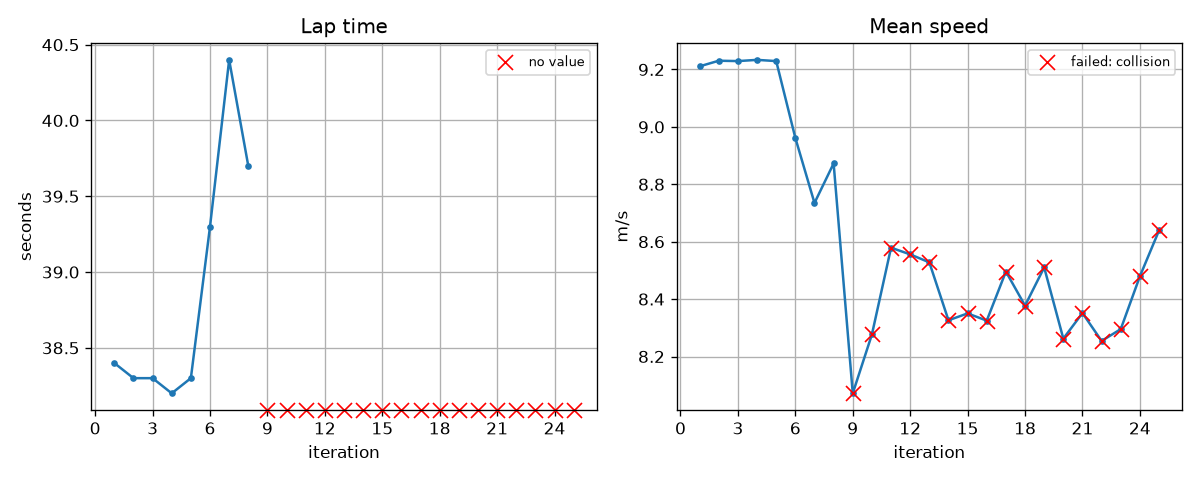 Lap time
40.5
40.0
39.5
39.0
38.5
seconds
no value
0 3 6 9 12 15 18 21 24
iteration
Mean speed
9.2
9.0
8.8
8.6
8.4
8.2
m/s
failed: collision
0 3 6 9 12 15 18 21 24
iteration